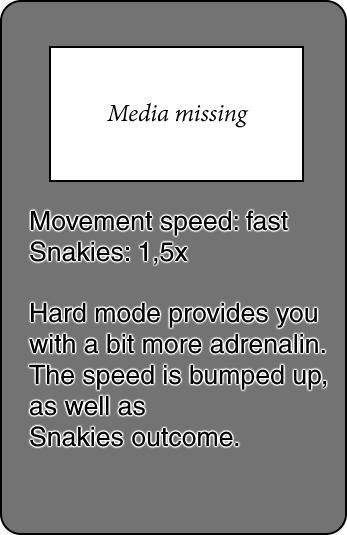 Media missing
Movement speed: fast
Snakies: 1,5x
Hard mode provides you
with a bit more adrenalin.
The speed is bumped up,
as well as
Snakies outcome.